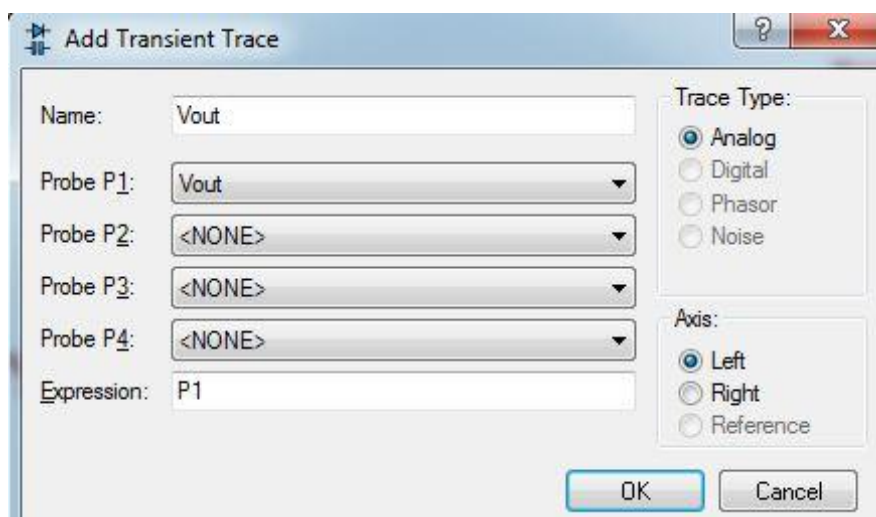 Add Transient Trace
Name: Vout
Probe P1: Vout
Probe P2: <NONE>
Probe P3: <NONE>
Probe P4: <NONE>
Expression: P1
Trace Type:
Analog
Digital
Phasor
Noise
Axis:
Left
Right
Reference
OK Cancel